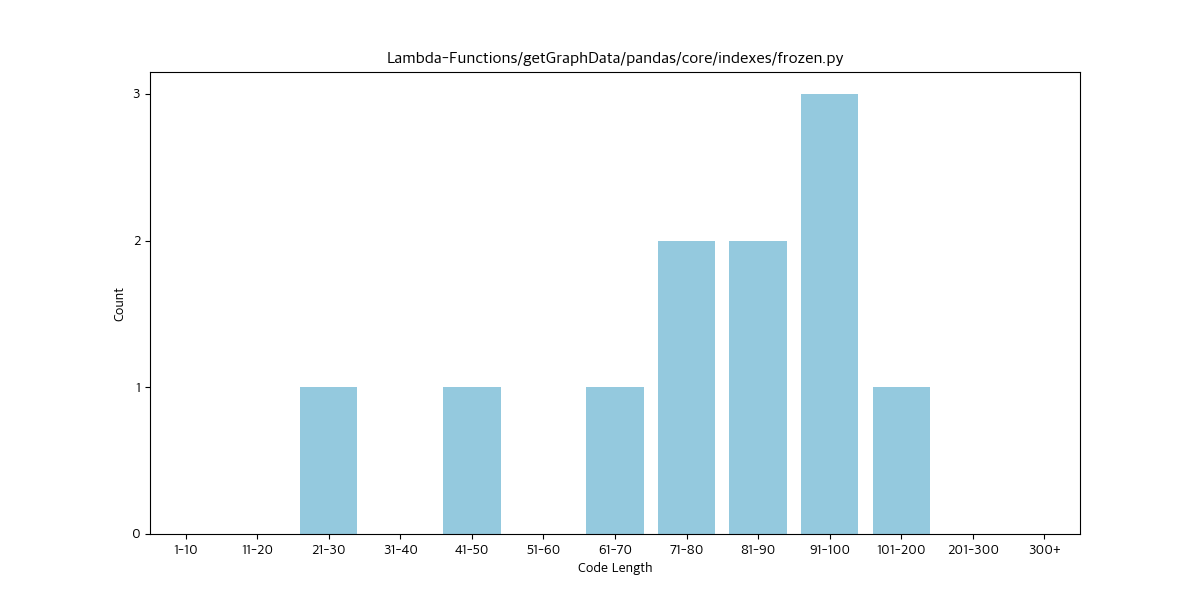 Lambda-Functions/getGraphData/pandas/core/indexes/frozen.py
3
2
1
0
Count
1-10 11-20 21-30 31-40 41-50 51-60 61-70 71-80 81-90 91-100 101-200 201-300 300+
Code Length